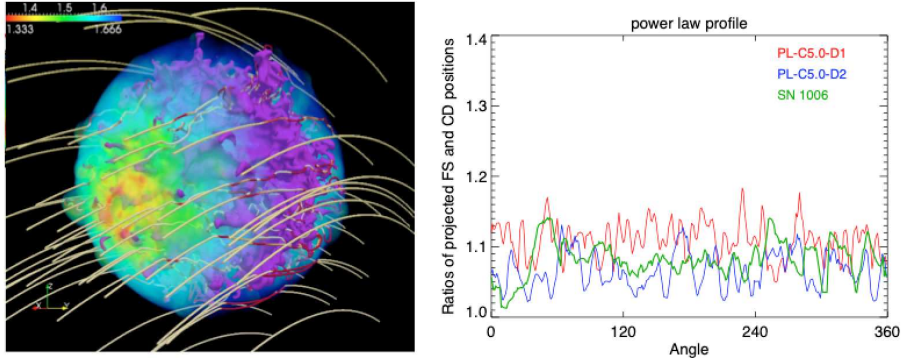 1.4 1.5 1.6
1.333 1.666
X Z Y
power law profile
Ratios of projected FS and CD positions
1.4
1.3
1.2
1.1
1.0
PL-C5.0-D1
PL-C5.0-D2
SN 1006
0 120 240 360
Angle